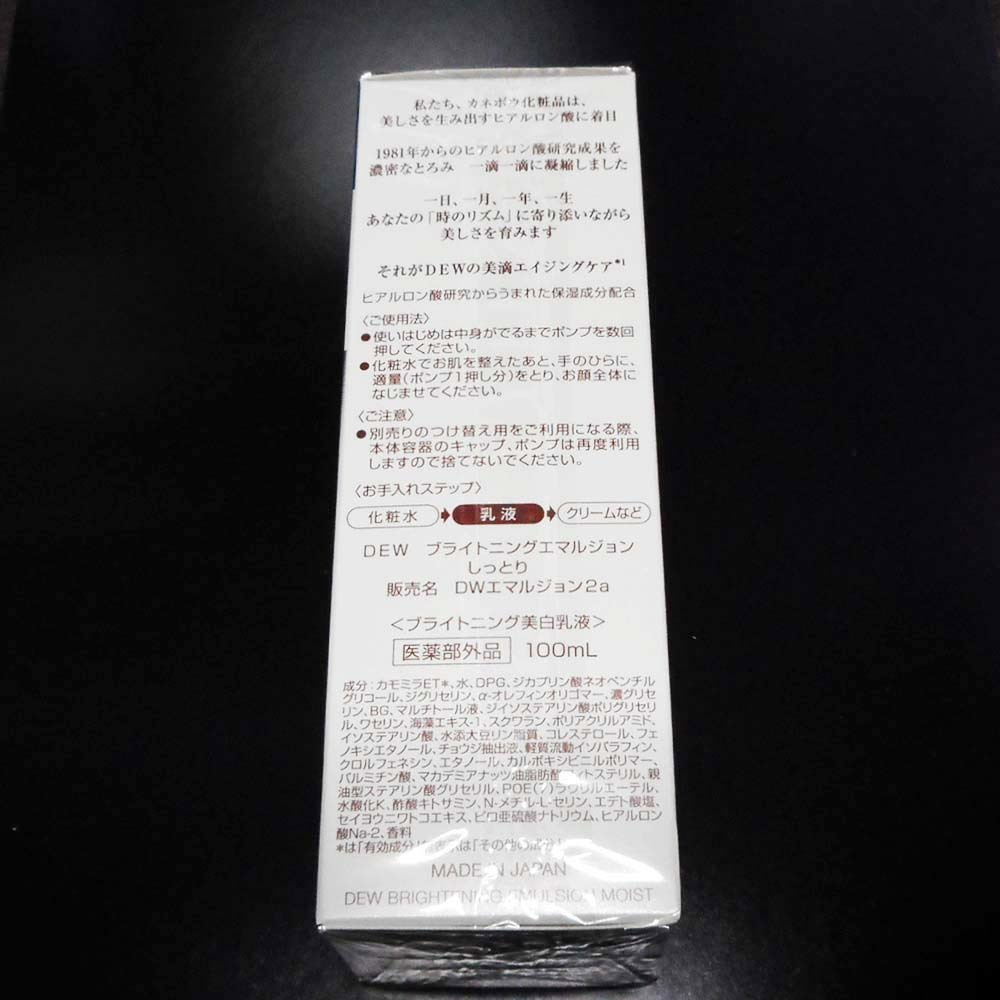 私たち、カネボウ化粧品は、
美しさを生み出すヒアルロン酸に着目
1981年からのヒアルロン酸研究成果を
濃密なとろみ 一滴一滴に凝縮しました
一日、一月、一年、一生
あなたの「時のリズム」に寄り添いながら
美しさを育みます
それがDEWの美滴エイジングケア*1
ヒアルロン酸研究からうまれた保湿成分配合
〈ご使用法〉
●使いはじめは中身がでるまでポンプを数回
押してください。
●化粧水でお肌を整えたあと、手のひらに、
適量(ポンプ1押し分)をとり、お顔全体に
なじませてください。
〈ご注意〉
●別売りのつけ替え用をご利用になる際、
本体容器のキャップ、ポンプは再度利用
しますので捨てないでください。
〈お手入れステップ〉
化粧水 乳液 クリームなど
DEW ブライトニングエマルジョン
しっとり
販売名 DWエマルジョン2a
<ブライトニング美白乳液>
医薬部外品 100mL
成分:カモミラET*、水、DPG、ジカプリン酸ネオペンチル
グリコール、ジグリセリン、α-オレフィンオリゴマー、濃グリセ
リン、BG、マルチトール液、ジイソステアリン酸ポリグリセリ
ル、ワセリン、海藻エキス-1、スクワラン、ポリアクリルアミド、
イソステアリン酸、水添大豆リン脂質、コレステロール、フェ
ノキシエタノール、チョウジ抽出液、軽質流動イソパラフィン、
クロルフェネシン、エタノール、カルボキシビニルポリマー、
パルミチン酸、マカデミアナッツ油脂肪酸フィトステリル、親
油型ステアリン酸グリセリル、POE(7)ラウリルエーテル、
水酸化K、酢酸キトサミン、N-メチル-L-セリン、エデト酸塩、
セイヨウニワトコエキス、ピロ亜硫酸ナトリウム、ヒアルロン
酸Na-2、香料
*は「有効成分」無表示は「その他の成分」
MADE IN JAPAN
DEW BRIGHTENING EMULSION MOIST